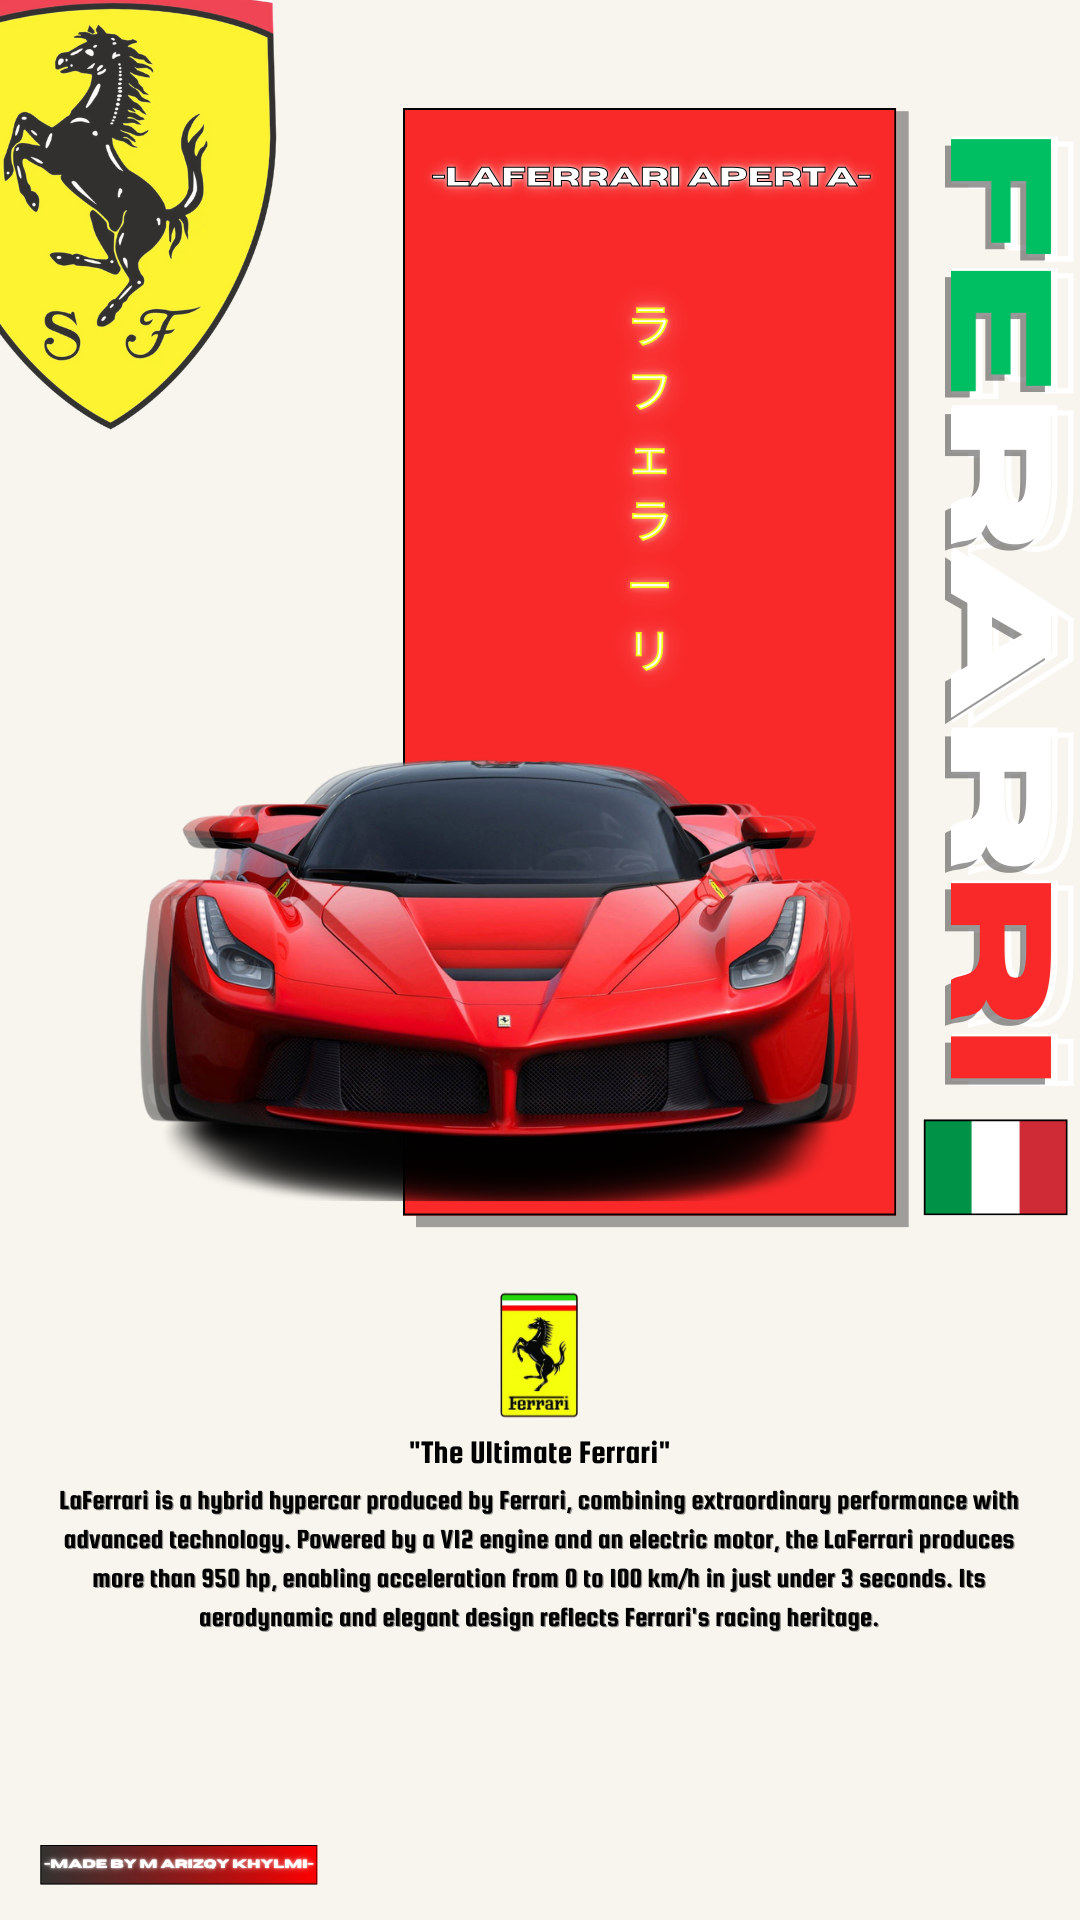 S F
-LAFERRARI APERTA-
ラフェラーリ
FERARRI
Ferrari
"The Ultimate Ferrari"
LaFerrari is a hybrid hypercar produced by Ferrari, combining extraordinary performance with
advanced technology. Powered by a V12 engine and an electric motor, the LaFerrari produces
more than 950 hp, enabling acceleration from 0 to 100 km/h in just under 3 seconds. Its
aerodynamic and elegant design reflects Ferrari's racing heritage.
-MADE BY M ARIZQY KHYLMI-